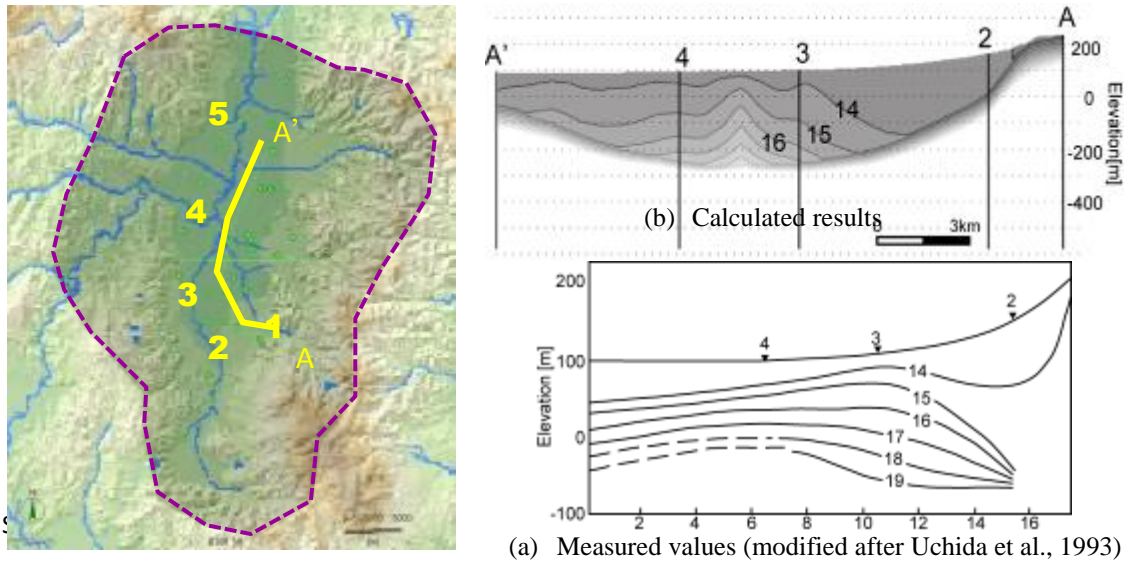 5
A'
4
3
1
2
A
N
S
A' 4 3 2 A
200
0
-200
-400
Elevation[m]
14
15
16
(b) Calculated results
0 3km
200
100
0
-100
Elevation [m]
4 3 2
14
15
16
17
18
19
2 4 6 8 10 12 14 16
(a) Measured values (modified after Uchida et al., 1993)